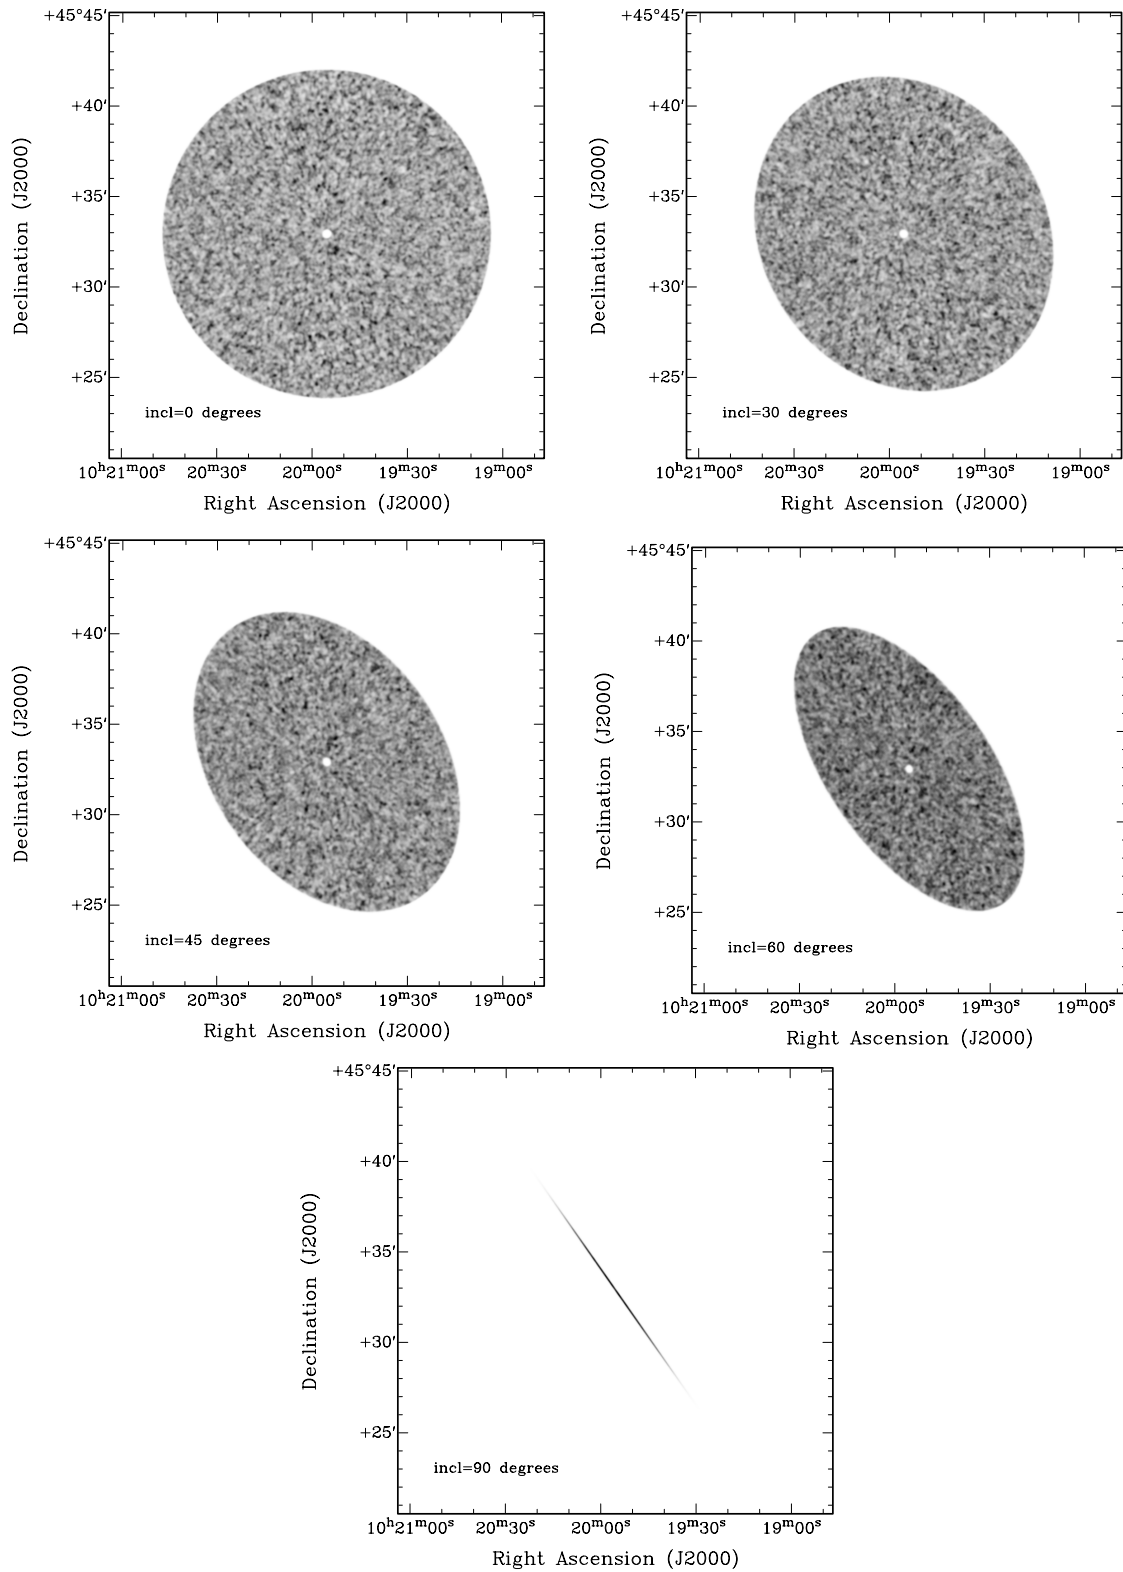 +45°45′
+40′
+35′
+30′
+25′
Declination (J2000)
incl=0 degrees
10ʰ21ᵐ00ˢ 20ᵐ30ˢ 20ᵐ00ˢ 19ᵐ30ˢ 19ᵐ00ˢ
Right Ascension (J2000)
+45°45′
+40′
+35′
+30′
+25′
Declination (J2000)
incl=30 degrees
10ʰ21ᵐ00ˢ 20ᵐ30ˢ 20ᵐ00ˢ 19ᵐ30ˢ 19ᵐ00ˢ
Right Ascension (J2000)
+45°45′
+40′
+35′
+30′
+25′
Declination (J2000)
incl=45 degrees
10ʰ21ᵐ00ˢ 20ᵐ30ˢ 20ᵐ00ˢ 19ᵐ30ˢ 19ᵐ00ˢ
Right Ascension (J2000)
+45°45′
+40′
+35′
+30′
+25′
Declination (J2000)
incl=60 degrees
10ʰ21ᵐ00ˢ 20ᵐ30ˢ 20ᵐ00ˢ 19ᵐ30ˢ 19ᵐ00ˢ
Right Ascension (J2000)
+45°45′
+40′
+35′
+30′
+25′
Declination (J2000)
incl=90 degrees
10ʰ21ᵐ00ˢ 20ᵐ30ˢ 20ᵐ00ˢ 19ᵐ30ˢ 19ᵐ00ˢ
Right Ascension (J2000)